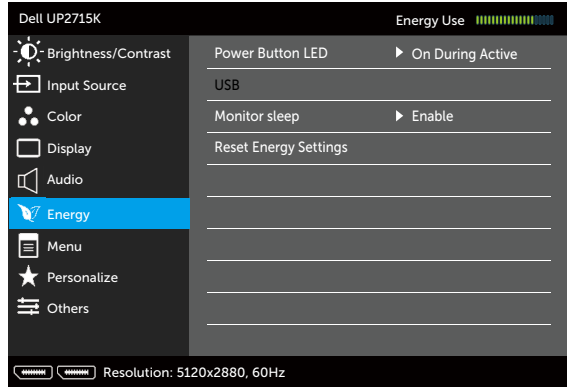 Dell UP2715K
Energy Use
Brightness/Contrast
Input Source
Color
Display
Audio
Energy
Menu
Personalize
Others
Power Button LED
On During Active
USB
Monitor sleep
Enable
Reset Energy Settings
Resolution: 5120x2880, 60Hz